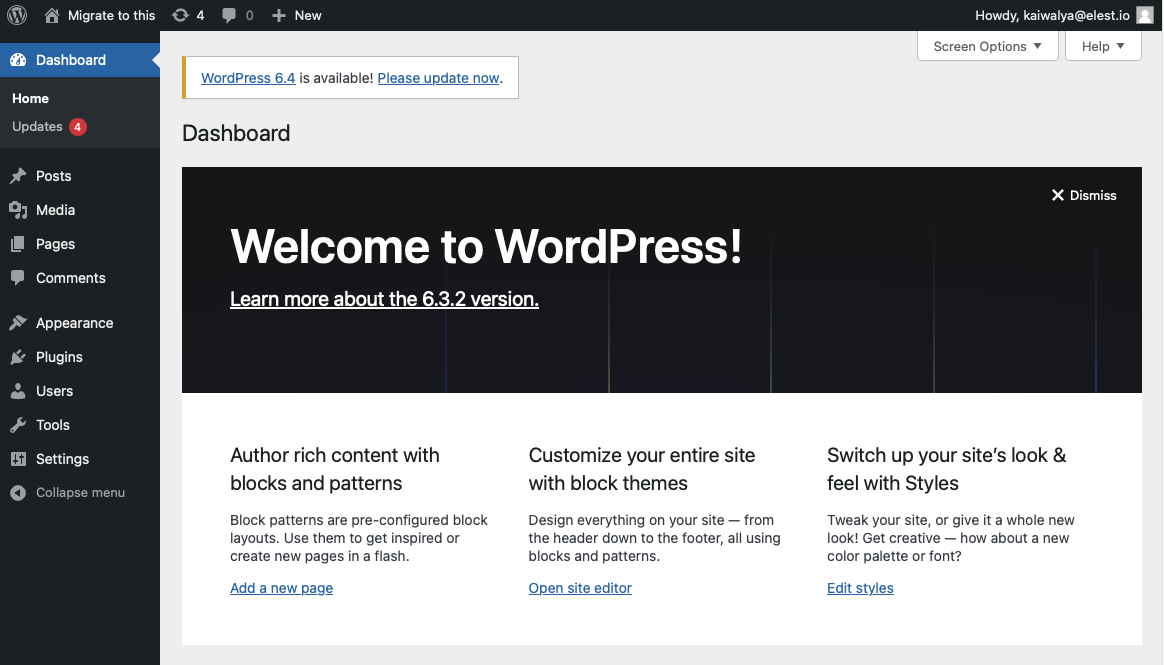 Migrate to this 4 0 New Howdy, kaiwalya@elest.io
Screen Options Help
Dashboard
Home
Updates 4
Posts
Media
Pages
Comments
Appearance
Plugins
Users
Tools
Settings
Collapse menu
WordPress 6.4 is available! Please update now.
Dashboard
Dismiss
Welcome to WordPress!
Learn more about the 6.3.2 version.
Author rich content with
blocks and patterns
Block patterns are pre-configured block
layouts. Use them to get inspired or
create new pages in a flash.
Add a new page
Customize your entire site
with block themes
Design everything on your site — from
the header down to the footer, all using
blocks and patterns.
Open site editor
Switch up your site’s look &
feel with Styles
Tweak your site, or give it a whole new
look! Get creative — how about a new
color palette or font?
Edit styles